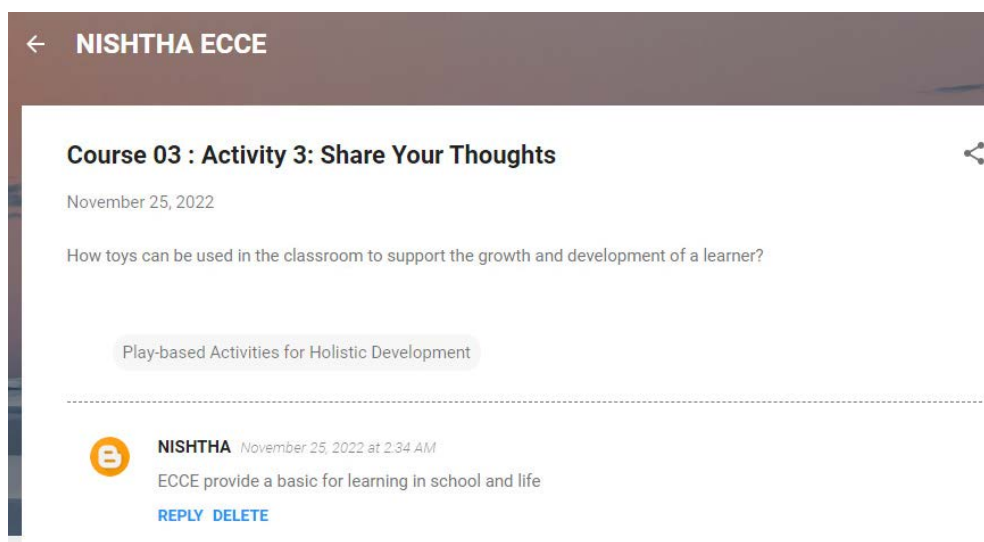 NISHTHA ECCE
Course 03 : Activity 3: Share Your Thoughts
November 25, 2022
How toys can be used in the classroom to support the growth and development of a learner?
Play-based Activities for Holistic Development
NISHTHA November 25, 2022 at 2:34 AM
ECCE provide a basic for learning in school and life
REPLY DELETE